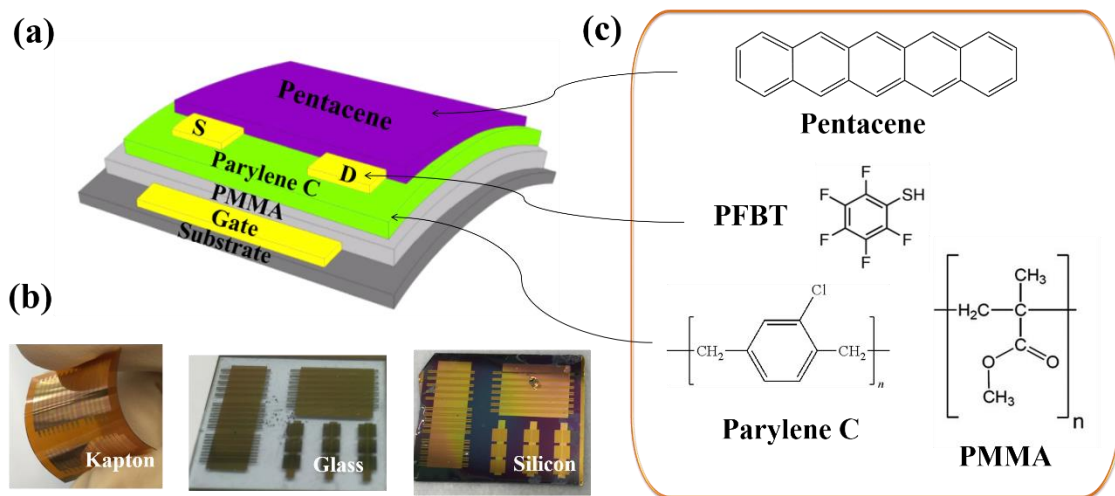 (a)
Pentacene
S
D
Parylene C
PMMA
Gate
Substrate
(b)
Kapton
Glass
Silicon
(c)
Pentacene
PFBT
F
F
SH
F
F
F
Cl
CH2
CH2
n
Parylene C
CH3
H2C
C
C
O
O
CH3
n
PMMA